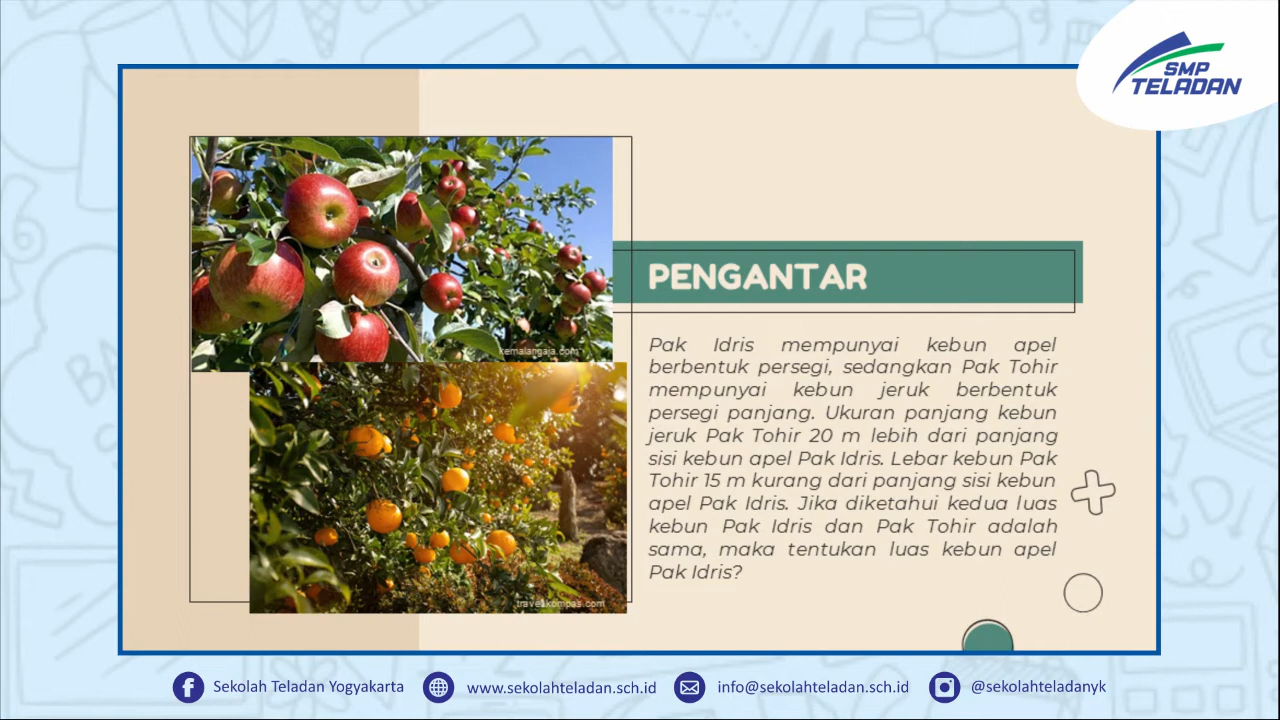 SMP
TELADAN
kemalangaja.com
travel.kompas.com
PENGANTAR
Pak Idris mempunyai kebun apel
berbentuk persegi, sedangkan Pak Tohir
mempunyai kebun jeruk berbentuk
persegi panjang. Ukuran panjang kebun
jeruk Pak Tohir 20 m lebih dari panjang
sisi kebun apel Pak Idris. Lebar kebun Pak
Tohir 15 m kurang dari panjang sisi kebun
apel Pak Idris. Jika diketahui kedua luas
kebun Pak Idris dan Pak Tohir adalah
sama, maka tentukan luas kebun apel
Pak Idris?
Sekolah Teladan Yogyakarta
www.sekolahteladan.sch.id
info@sekolahteladan.sch.id
@sekolahteladanyk